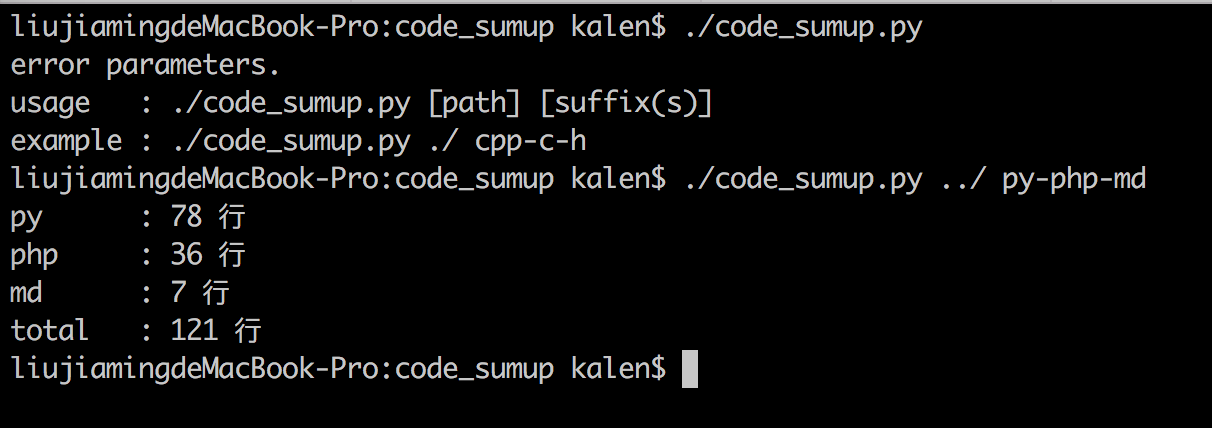 liujiamingdeMacBook-Pro:code_sumup kalen$ ./code_sumup.py
error parameters.
usage   : ./code_sumup.py [path] [suffix(s)]
example : ./code_sumup.py ./ cpp-c-h
liujiamingdeMacBook-Pro:code_sumup kalen$ ./code_sumup.py ../ py-php-md
py      : 78 行
php     : 36 行
md      : 7 行
total   : 121 行
liujiamingdeMacBook-Pro:code_sumup kalen$